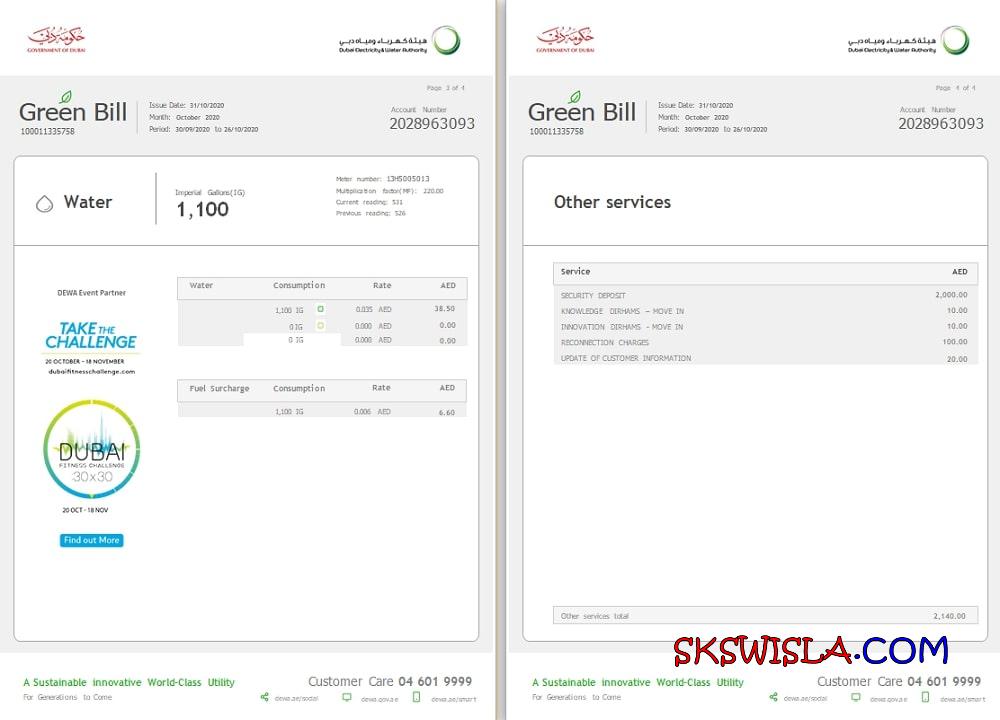 حكومة دبي
GOVERNMENT OF DUBAI
هيئة كهرباء ومياه دبي
Dubai Electricity & Water Authority
Page 3 of 4
Green Bill
100011335758
Issue Date: 31/10/2020
Month: October 2020
Period: 30/09/2020 to 26/10/2020
Account Number
2028963093
Water
Imperial Gallons(IG)
1,100
Meter number: 13H5005013
Multiplication factor(MF): 220.00
Current reading: 531
Previous reading: 526
DEWA Event Partner
TAKE THE
CHALLENGE
20 OCTOBER – 18 NOVEMBER
dubaifitnesschallenge.com
DUBAI
FITNESS CHALLENGE
30x30
20 OCT - 18 NOV
Find out More
Water Consumption Rate AED
1,100 IG 0.035 AED 38.50
0 IG 0.000 AED 0.00
0 IG 0.000 AED 0.00
Fuel Surcharge Consumption Rate AED
1,100 IG 0.006 AED 6.60
A Sustainable innovative World-Class Utility
For Generations to Come
Customer Care 04 601 9999
dewa.ae/social dewa.gov.ae dewa.ae/smart
حكومة دبي
GOVERNMENT OF DUBAI
هيئة كهرباء ومياه دبي
Dubai Electricity & Water Authority
Page 4 of 4
Green Bill
100011335758
Issue Date: 31/10/2020
Month: October 2020
Period: 30/09/2020 to 26/10/2020
Account Number
2028963093
Other services
Service AED
SECURITY DEPOSIT 2,000.00
KNOWLEDGE DIRHAMS – MOVE IN 10.00
INNOVATION DIRHAMS - MOVE IN 10.00
RECONNECTION CHARGES 100.00
UPDATE OF CUSTOMER INFORMATION 20.00
Other services total 2,140.00
SKSWISLA.COM
A Sustainable innovative World-Class Utility
For Generations to Come
Customer Care 04 601 9999
dewa.ae/social dewa.gov.ae dewa.ae/smart